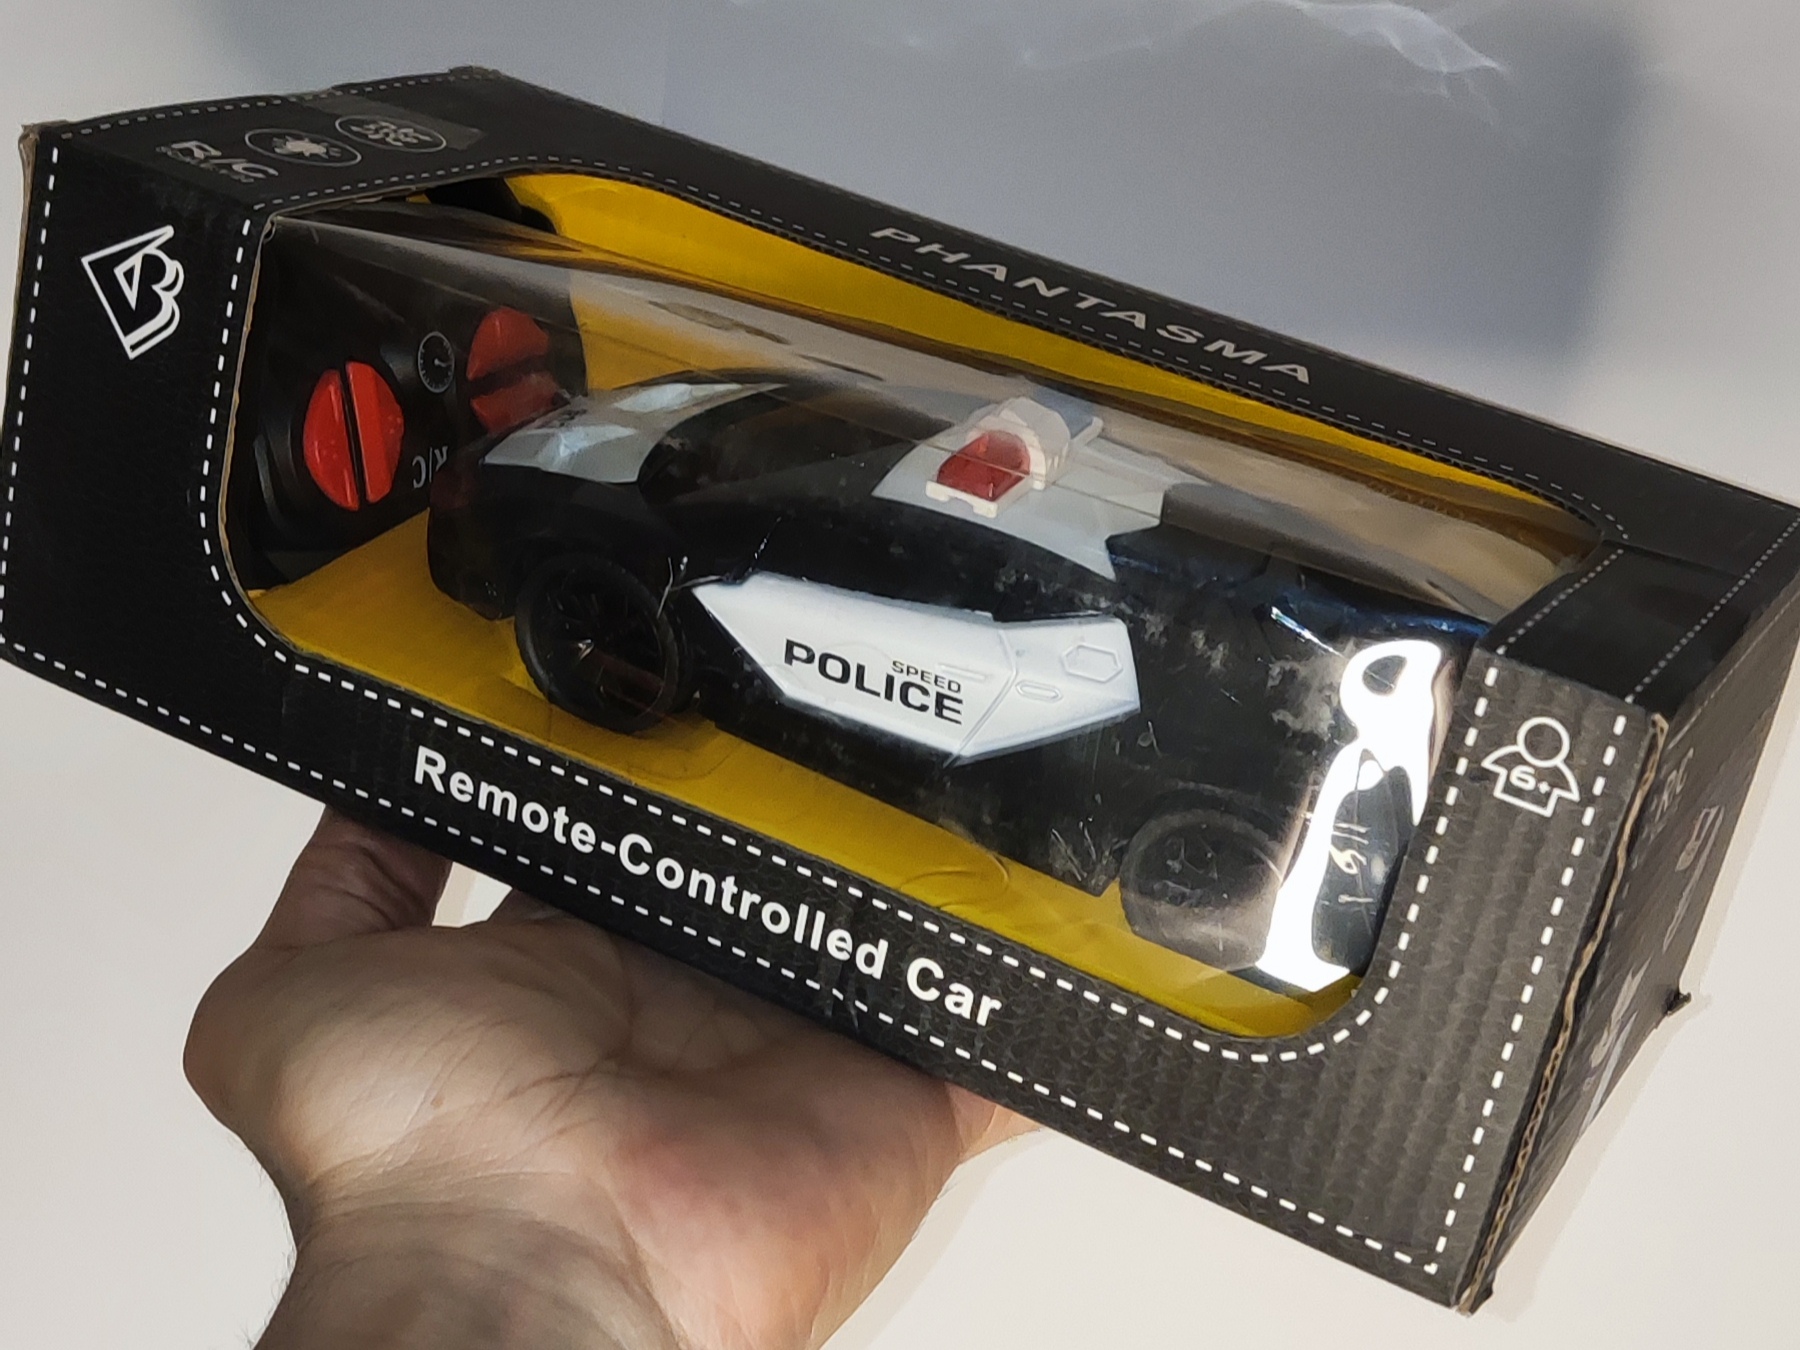 R/C
PHANTASMA
R/C
SPEED
POLICE
Remote-Controlled Car
6+